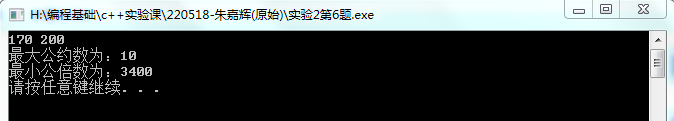 H:\编程基础\c++实验课\220518-朱嘉辉(原始)\实验2第6题.exe
170 200
最大公约数为：10
最小公倍数为：3400
请按任意键继续. . .